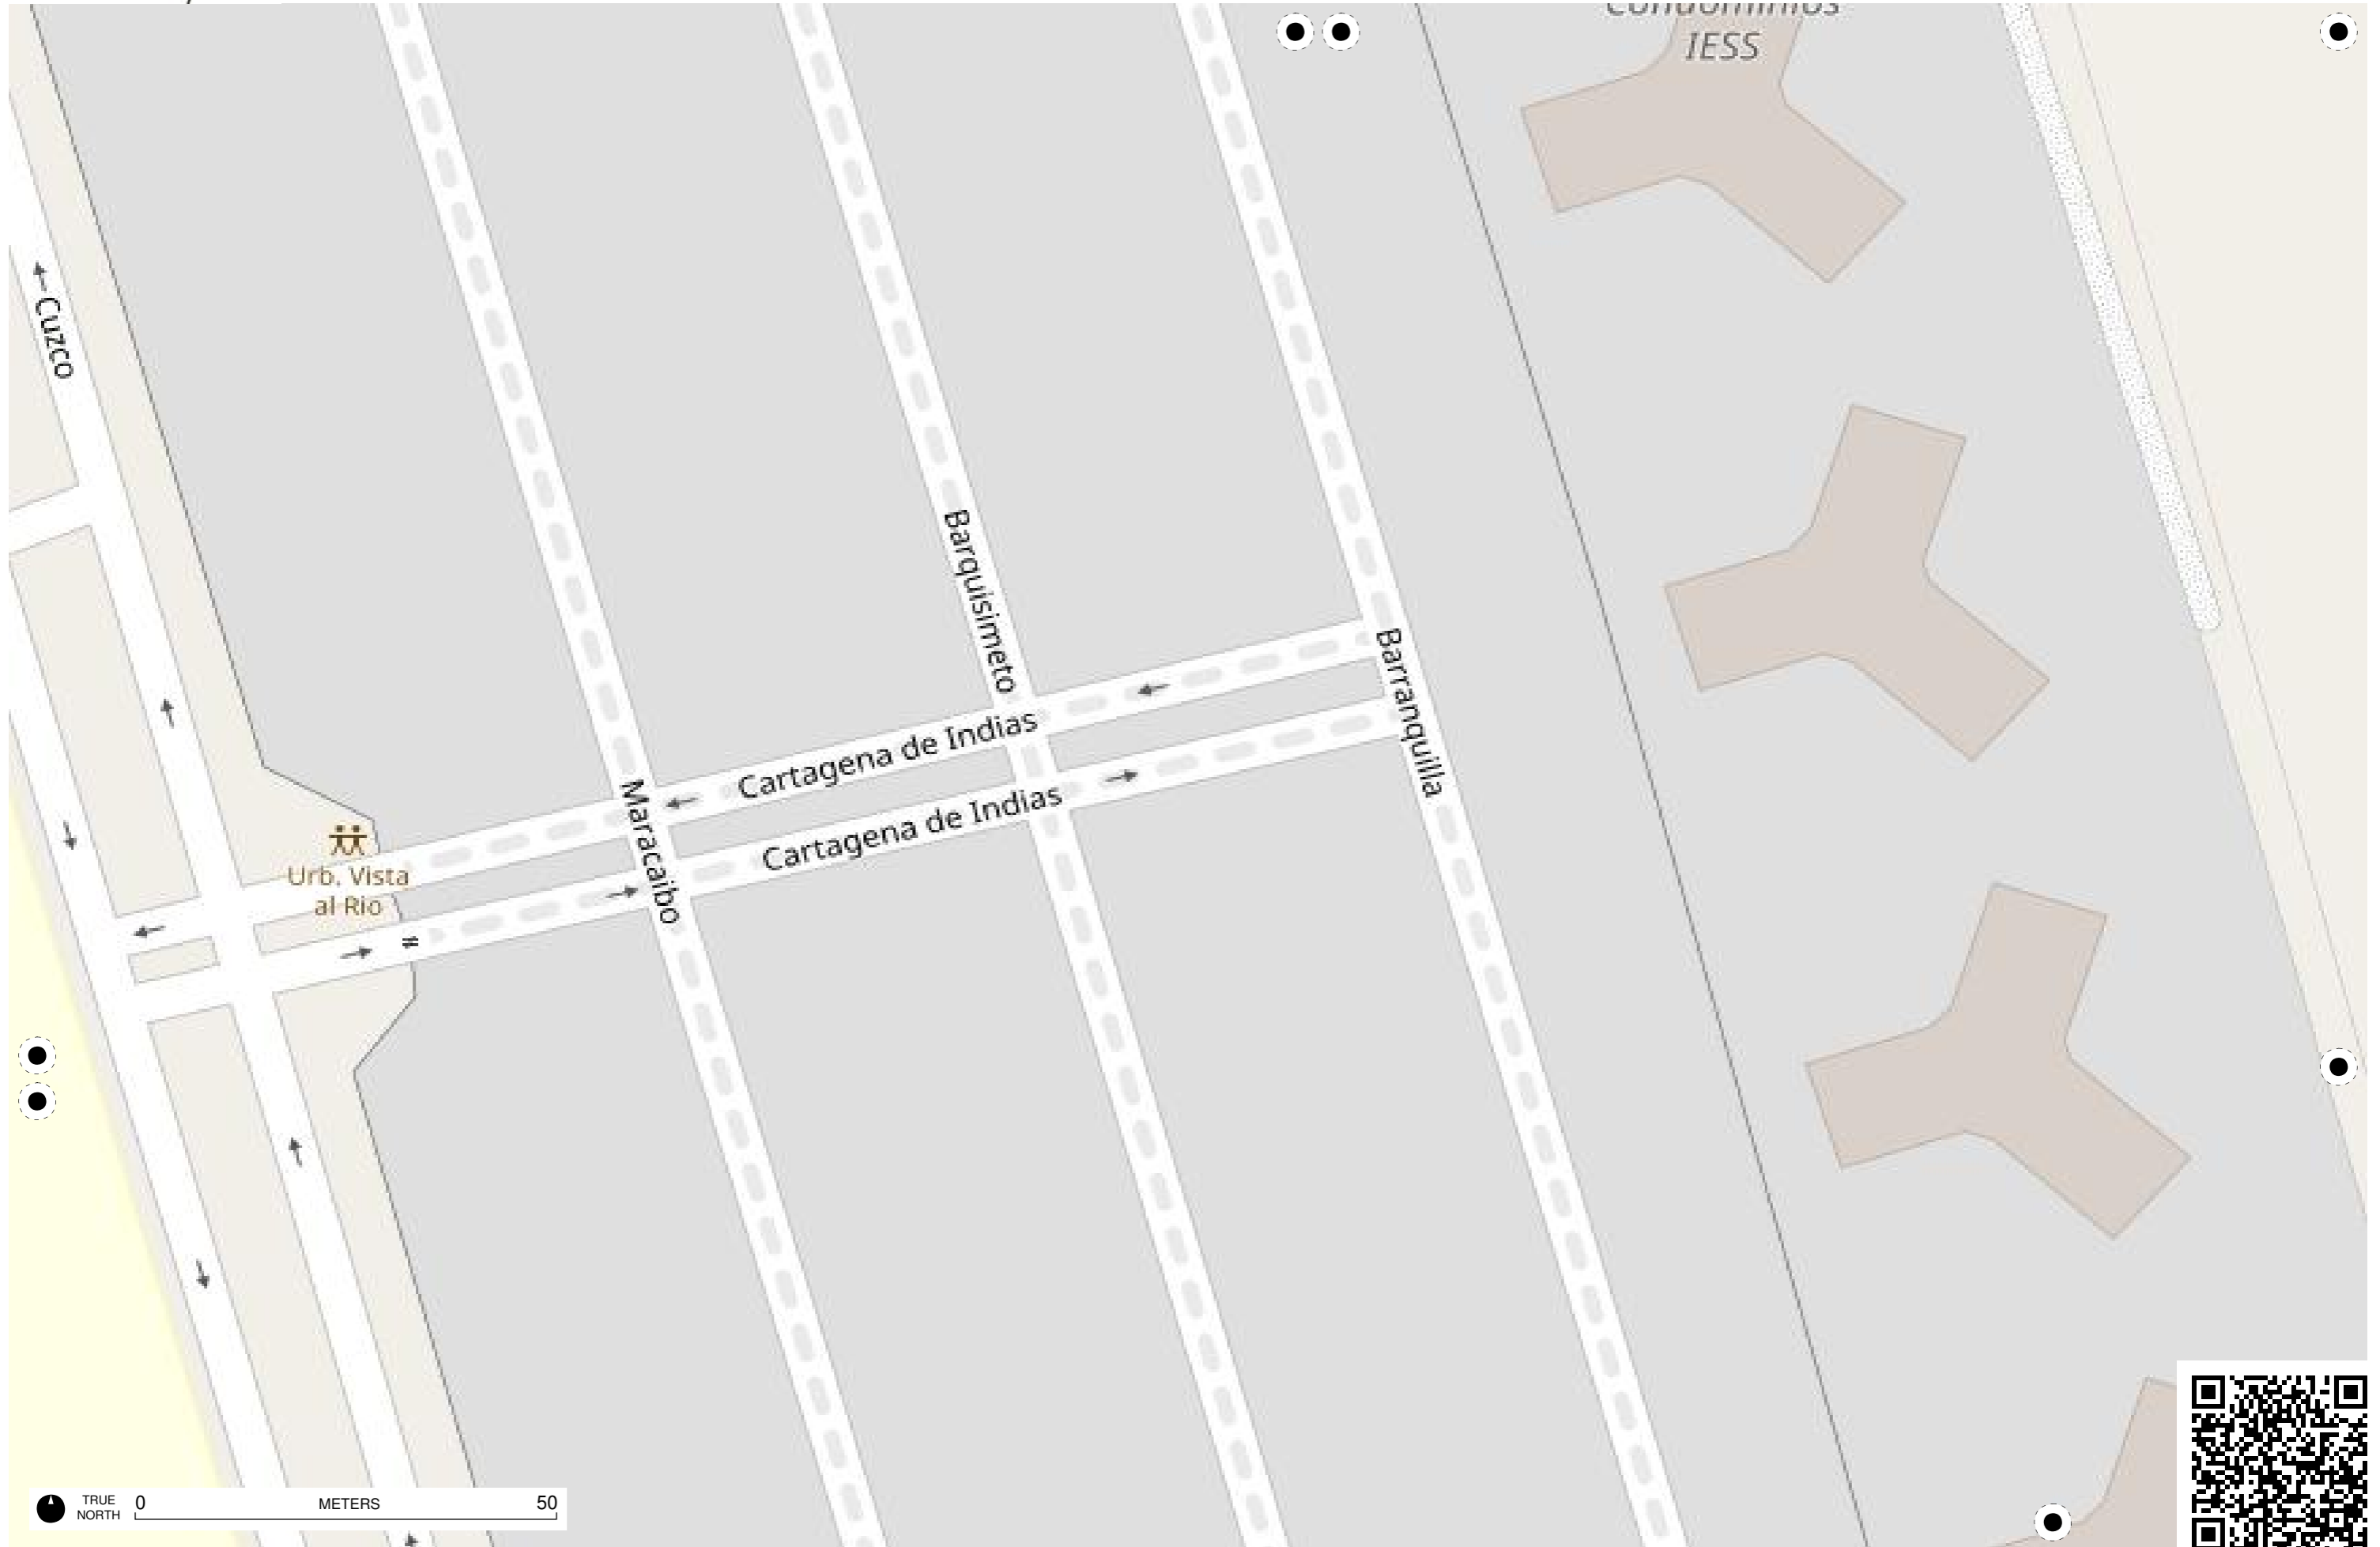 Condominios
IESS
Cuzco
Barquisimeto
Barranquilla
Cartagena de Indias
Maracaibo
Cartagena de Indias
Urb. Vista
al Rio
TRUE
NORTH
0 METERS 50